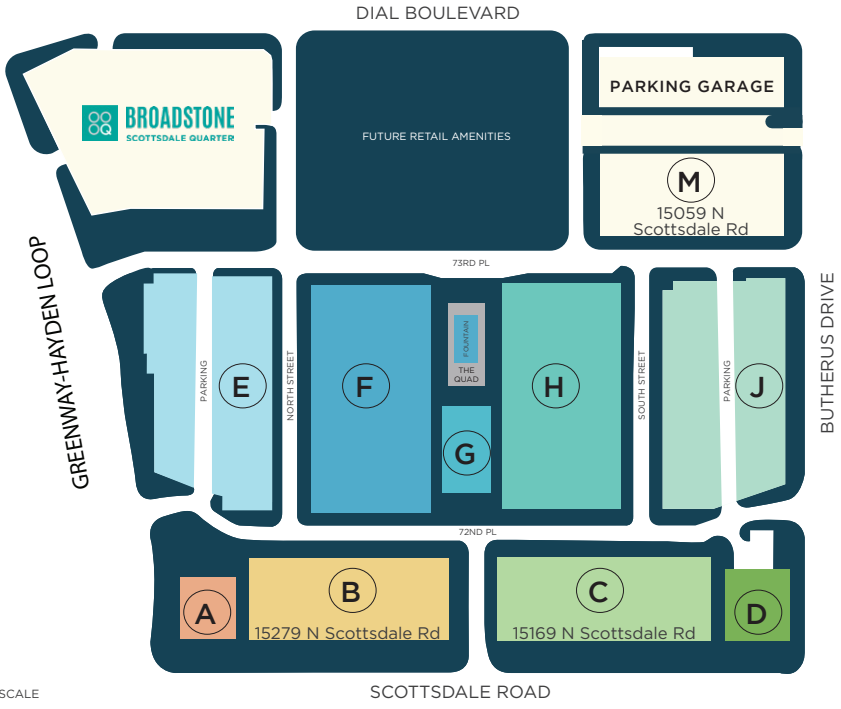 DIAL BOULEVARD
BROADSTONE
SCOTTSDALE QUARTER
Q
FUTURE RETAIL AMENITIES
PARKING GARAGE
M
15059 N
Scottsdale Rd
73RD PL
GREENWAY-HAYDEN LOOP
PARKING
E
NORTH STREET
F
FOUNTAIN
THE
QUAD
G
H
SOUTH STREET
PARKING
J
BUTHERUS DRIVE
72ND PL
A
B
15279 N Scottsdale Rd
C
15169 N Scottsdale Rd
D
SCALE
SCOTTSDALE ROAD